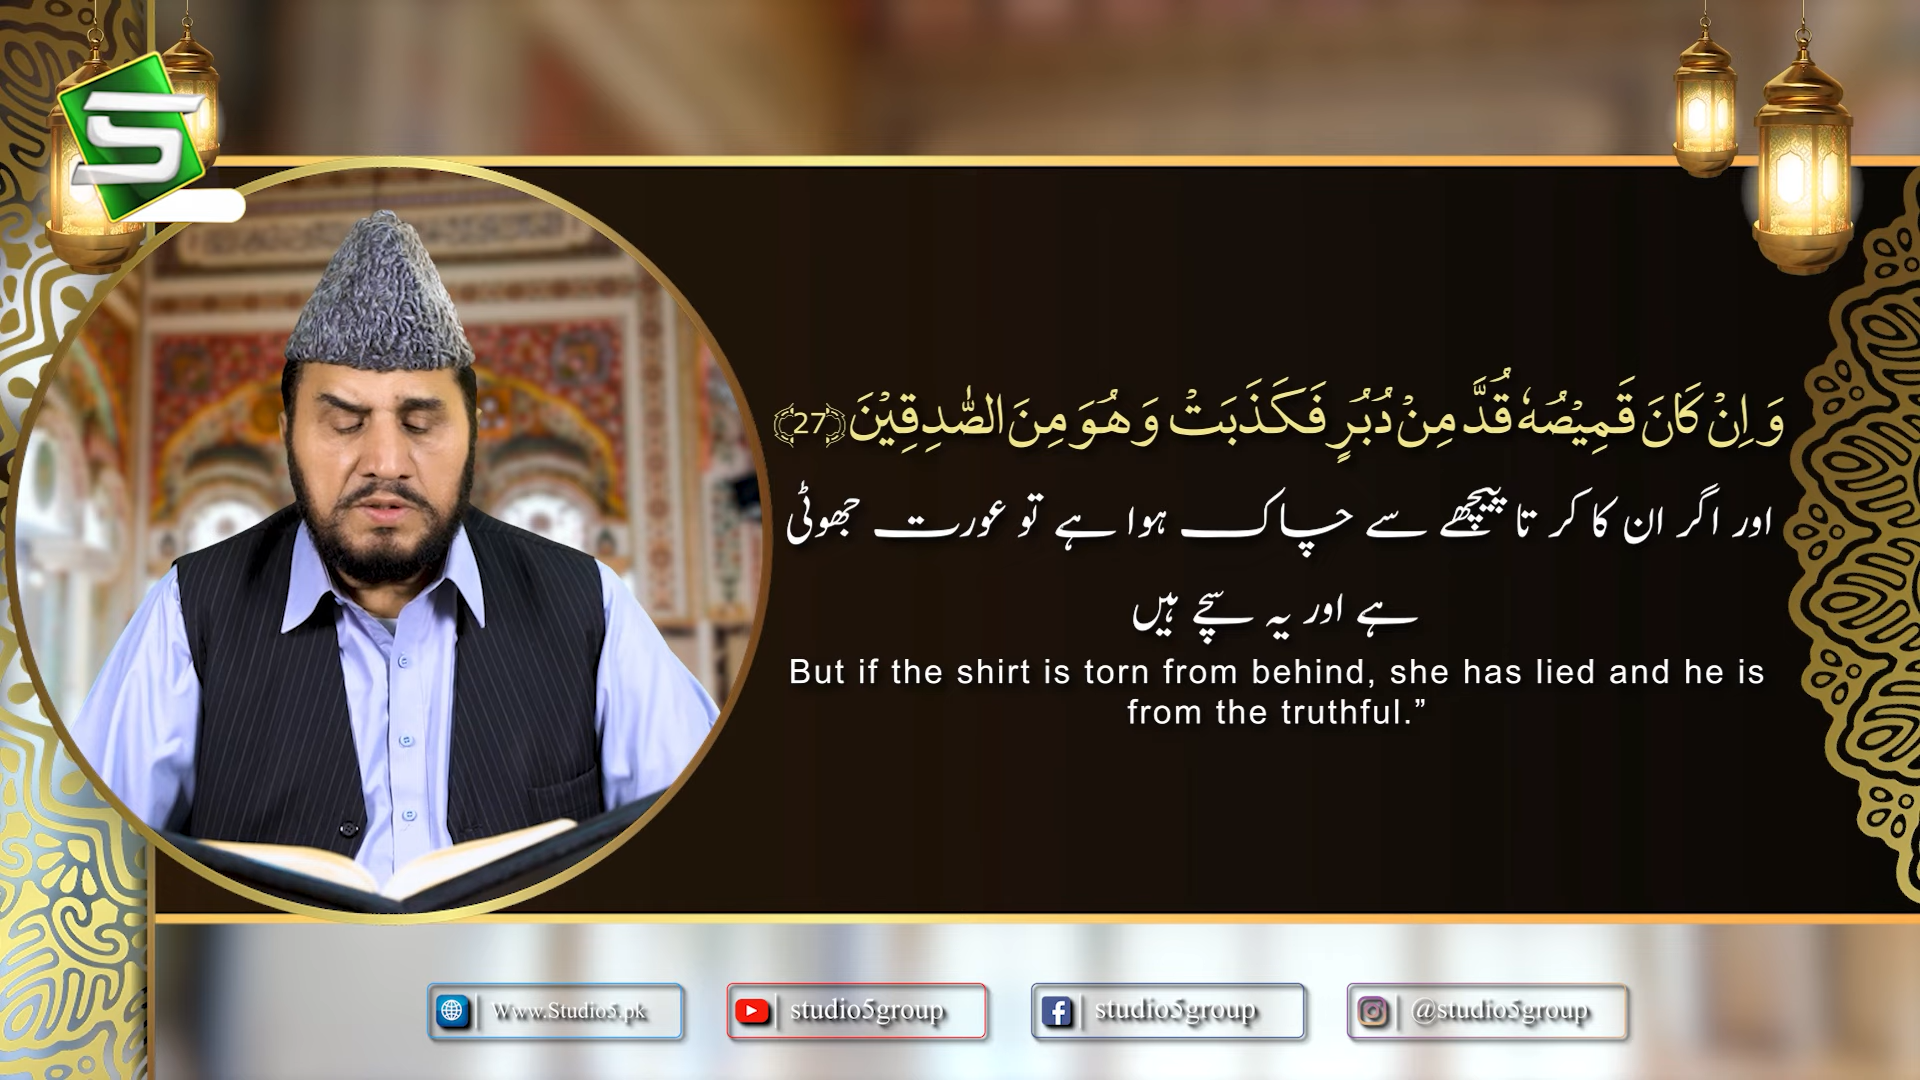 وَ اِنْ كَانَ قَمِيْصُهٗ قُدَّ مِنْ دُبُرٍ فَكَذَبَتْ وَ هُوَ مِنَ الصّٰدِقِيْنَ ﴿27﴾
اور اگر ان کا کر تا پیچھے سے چاک ہوا ہے تو عورت جھوٹی
ہے اور یہ سچے ہیں
But if the shirt is torn from behind, she has lied and he is
from the truthful.”
Www.Studio5.pk
studio5group
studio5group
@studio5group